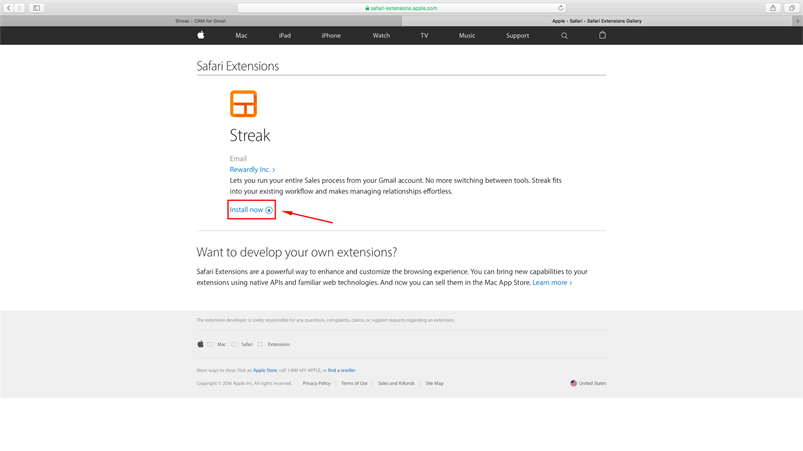 safari-extensions.apple.com
Streak - CRM for Gmail
Apple - Safari - Safari Extensions Gallery
Mac iPad iPhone Watch TV Music Support
Safari Extensions
Streak
Email
Rewardly Inc. ›
Lets you run your entire Sales process from your Gmail account. No more switching between tools. Streak fits
into your existing workflow and makes managing relationships effortless.
Install now
Want to develop your own extensions?
Safari Extensions are a powerful way to enhance and customize the browsing experience. You can bring new capabilities to your
extensions using native APIs and familiar web technologies. And now you can sell them in the Mac App Store. Learn more ›
The extension developer is solely responsible for any questions, complaints, claims, or support requests regarding an extension.
Mac Safari Extensions
More ways to shop: Visit an Apple Store, call 1-800-MY-APPLE, or find a reseller.
Copyright © 2016 Apple Inc. All rights reserved. Privacy Policy | Terms of Use | Sales and Refunds | Site Map United States